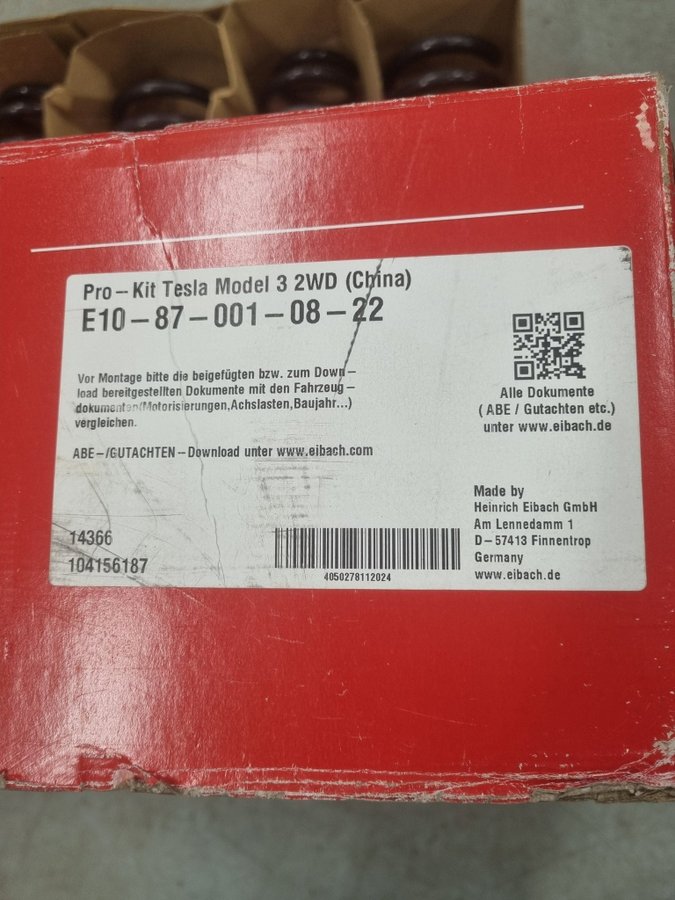 Pro-Kit Tesla Model 3 2WD (China)
E10-87-001-08-22
Vor Montage bitte die beigefügten bzw. zum Down-
load bereitgestellten Dokumente mit den Fahrzeug-
dokumenten(Motorisierungen,Achslasten,Baujahr...)
vergleichen.
ABE-/GUTACHTEN-Download unter www.eibach.com
Alle Dokumente
( ABE / Gutachten etc.)
unter www.eibach.de
14366
104156187
4050278112024
Made by
Heinrich Eibach GmbH
Am Lennedamm 1
D-57413 Finnentrop
Germany
www.eibach.de